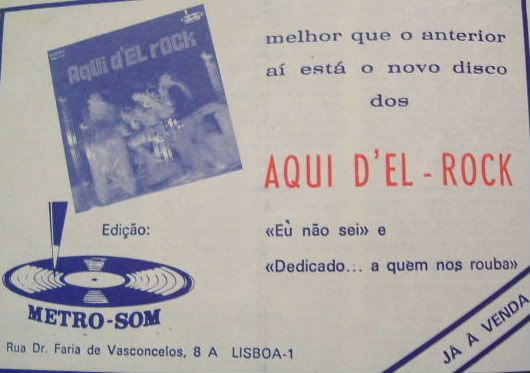 Aqui d'EL rOCK
melhor que o anterior
aí está o novo disco
dos
AQUI D'EL-ROCK
«Eù não sei» e
«Dedicado... a quem nos rouba»
Edição:
METRO-SOM
Rua Dr. Faria de Vasconcelos, 8 A LISBOA-1
JÁ À VENDA